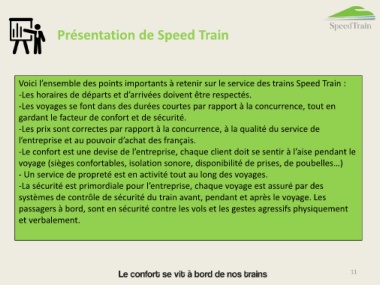 Présentation de Speed Train
SpeedTrain
Voici l'ensemble des points importants à retenir sur le service des trains Speed Train :
-Les horaires de départs et d'arrivées doivent être respectés.
-Les voyages se font dans des durées courtes par rapport à la concurrence, tout en
gardant le facteur de confort et de sécurité.
-Les prix sont correctes par rapport à la concurrence, à la qualité du service de
l'entreprise et au pouvoir d'achat des français.
-Le confort est une devise de l'entreprise, chaque client doit se sentir à l'aise pendant le
voyage (sièges confortables, isolation sonore, disponibilité de prises, de poubelles…)
- Un service de propreté est en activité tout au long des voyages.
-La sécurité est primordiale pour l'entreprise, chaque voyage est assuré par des
systèmes de contrôle de sécurité du train avant, pendant et après le voyage. Les
passagers à bord, sont en sécurité contre les vols et les gestes agressifs physiquement
et verbalement.
Le confort se vit à bord de nos trains
11